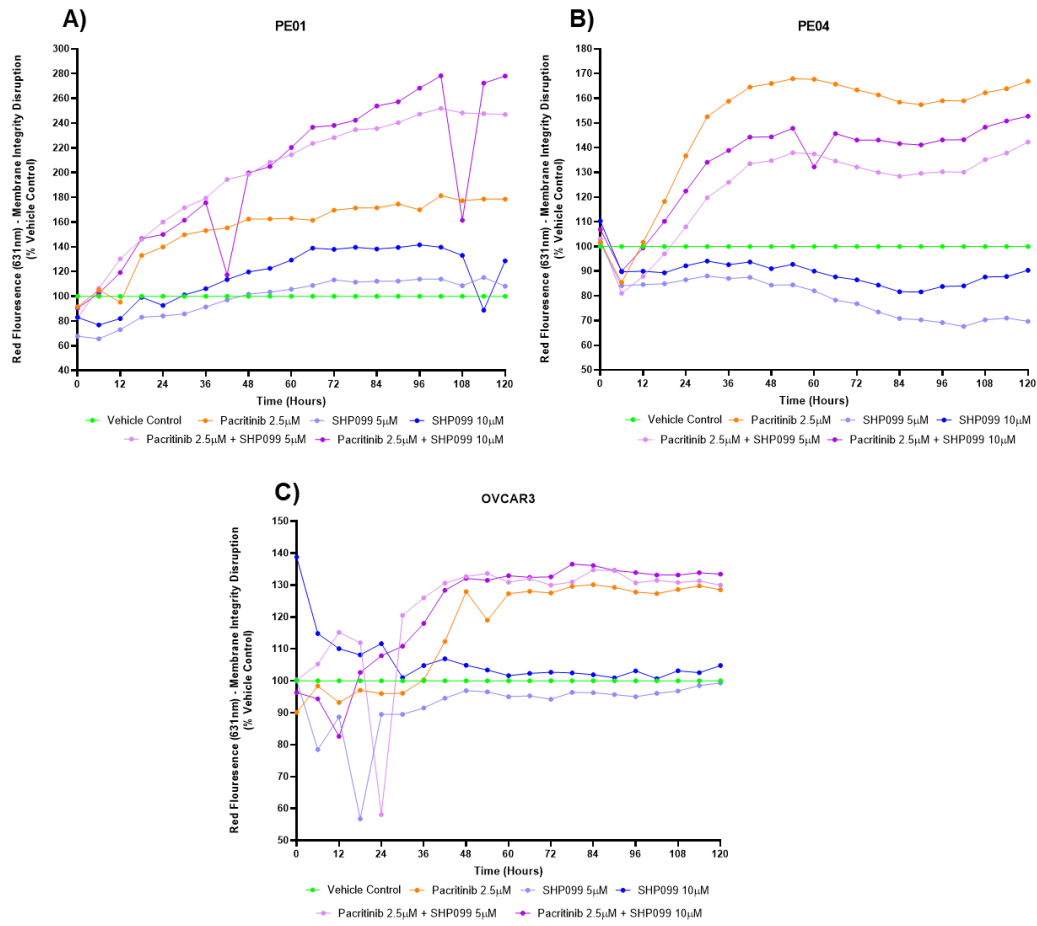 A)
PE01
Red Flouresence (631nm) - Membrane Integrity Disruption
(% Vehicle Control)
300
280
260
240
220
200
180
160
140
120
100
80
60
40
0 12 24 36 48 60 72 84 96 108 120
Time (Hours)
Vehicle Control Pacritinib 2.5µM SHP099 5µM SHP099 10µM
Pacritinib 2.5µM + SHP099 5µM Pacritinib 2.5µM + SHP099 10µM
B)
PE04
Red Flouresence (631nm) - Membrane Integrity Disruption
(% Vehicle Control)
180
170
160
150
140
130
120
110
100
90
80
70
60
50
0 12 24 36 48 60 72 84 96 108 120
Time (Hours)
Vehicle Control Pacritinib 2.5µM SHP099 5µM SHP099 10µM
Pacritinib 2.5µM + SHP099 5µM Pacritinib 2.5µM + SHP099 10µM
C)
OVCAR3
Red Flouresence (631nm) - Membrane Integrity Disruption
(% Vehicle Control)
150
140
130
120
110
100
90
80
70
60
50
0 12 24 36 48 60 72 84 96 108 120
Time (Hours)
Vehicle Control Pacritinib 2.5µM SHP099 5µM SHP099 10µM
Pacritinib 2.5µM + SHP099 5µM Pacritinib 2.5µM + SHP099 10µM